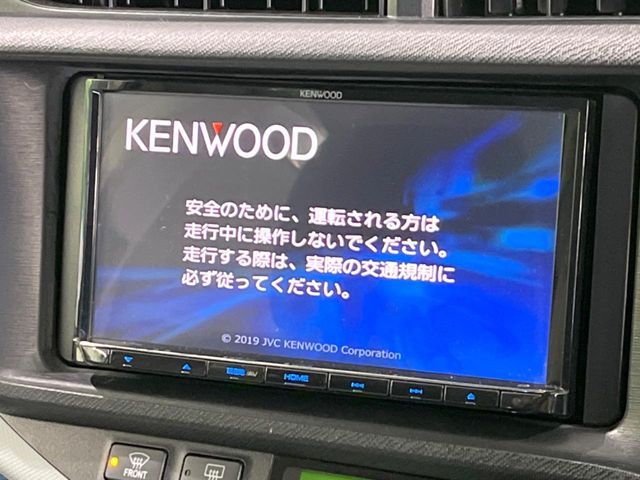 KENWOOD
KENWOOD
安全のために、運転される方は
走行中に操作しないでください。
走行する際は、実際の交通規制に
必ず従ってください。
© 2019 JVC KENWOOD Corporation
HOME
FRONT